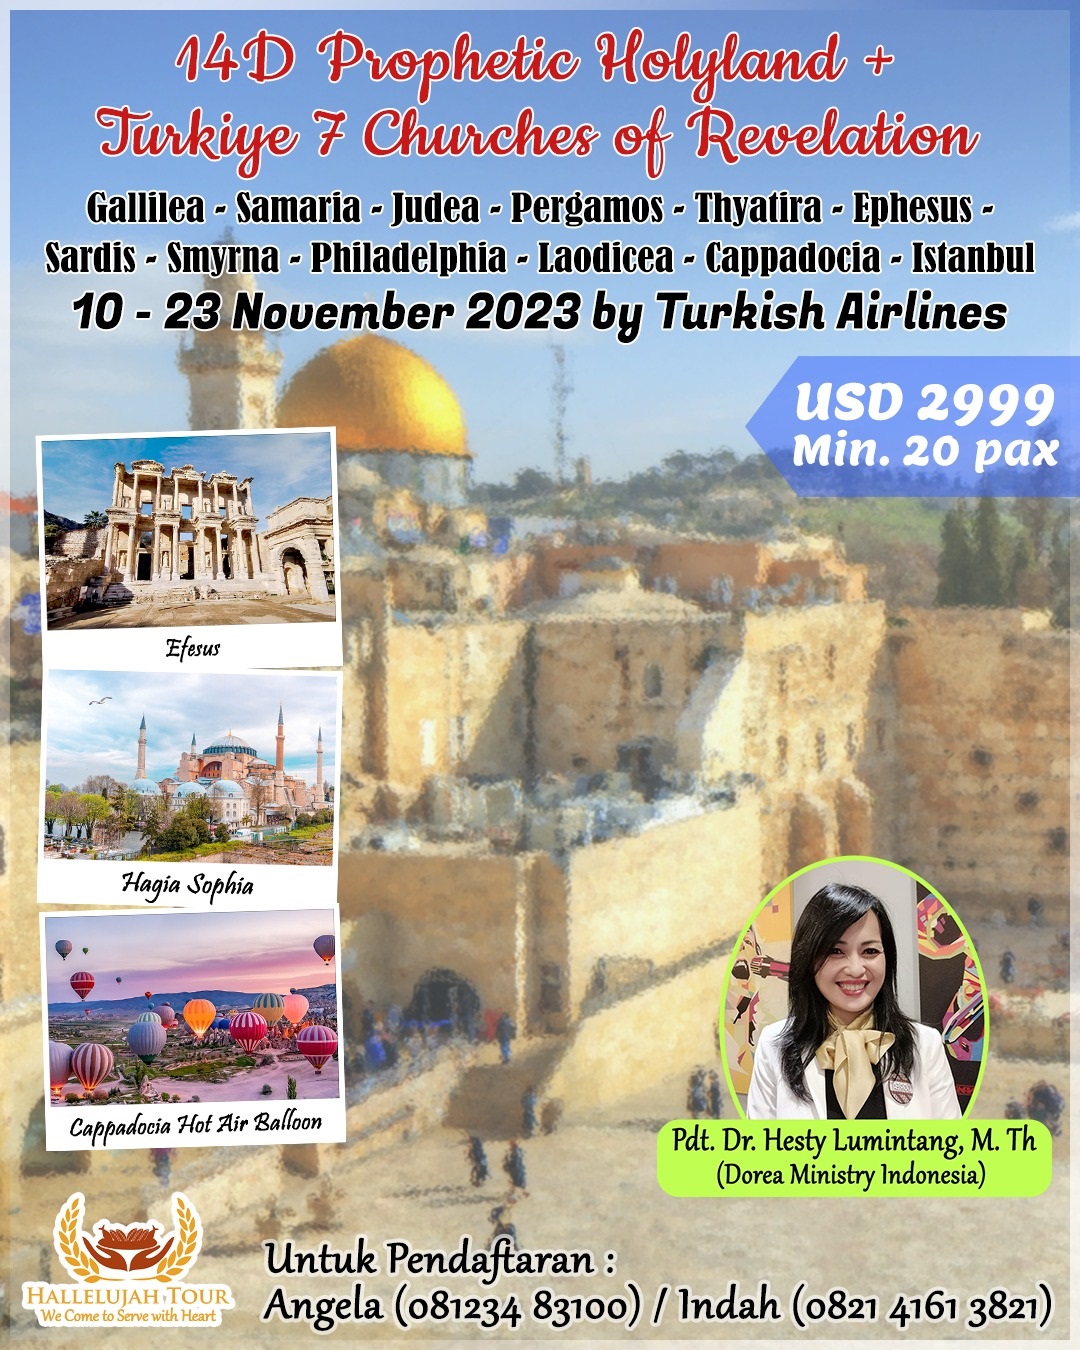 14D Prophetic Holyland +
Turkiye 7 Churches of Revelation
Gallilea - Samaria - Judea - Pergamos - Thyatira - Ephesus -
Sardis - Smyrna - Philadelphia - Laodicea - Cappadocia - Istanbul
10 - 23 November 2023 by Turkish Airlines
USD 2999
Min. 20 pax
Efesus
Hagia Sophia
Cappadocia Hot Air Balloon
Pdt. Dr. Hesty Lumintang, M. Th
(Dorea Ministry Indonesia)
HALLELUJAH TOUR
We Come to Serve with Heart
Untuk Pendaftaran :
Angela (081234 83100) / Indah (0821 4161 3821)